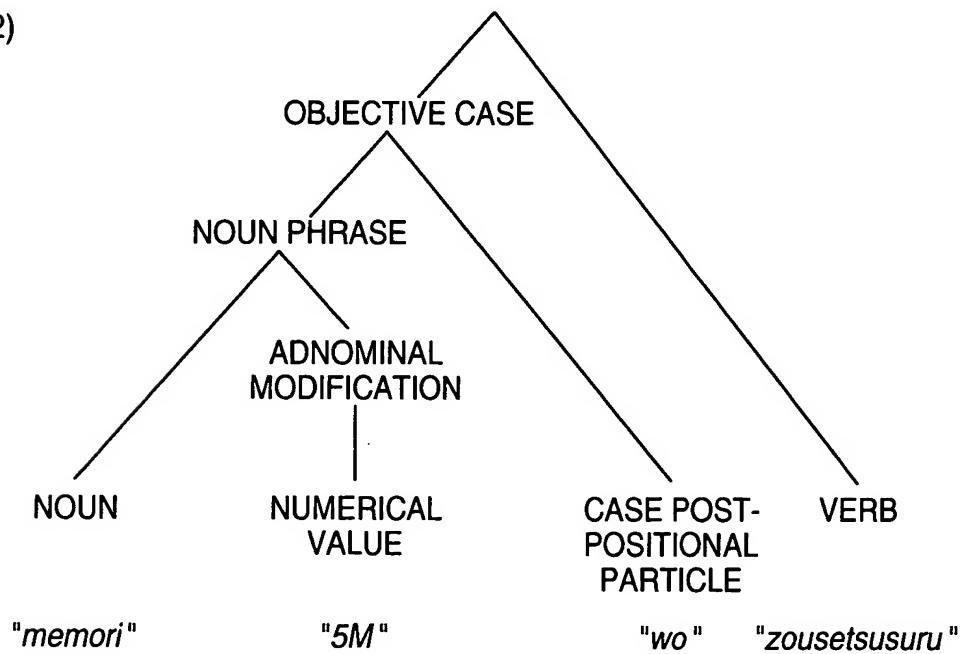 2)
OBJECTIVE CASE
NOUN PHRASE
ADNOMINAL
MODIFICATION
NOUN
NUMERICAL
VALUE
CASE POST-
POSITIONAL
PARTICLE
VERB
"memori"
"5M"
"wo"
"zousetsusuru"